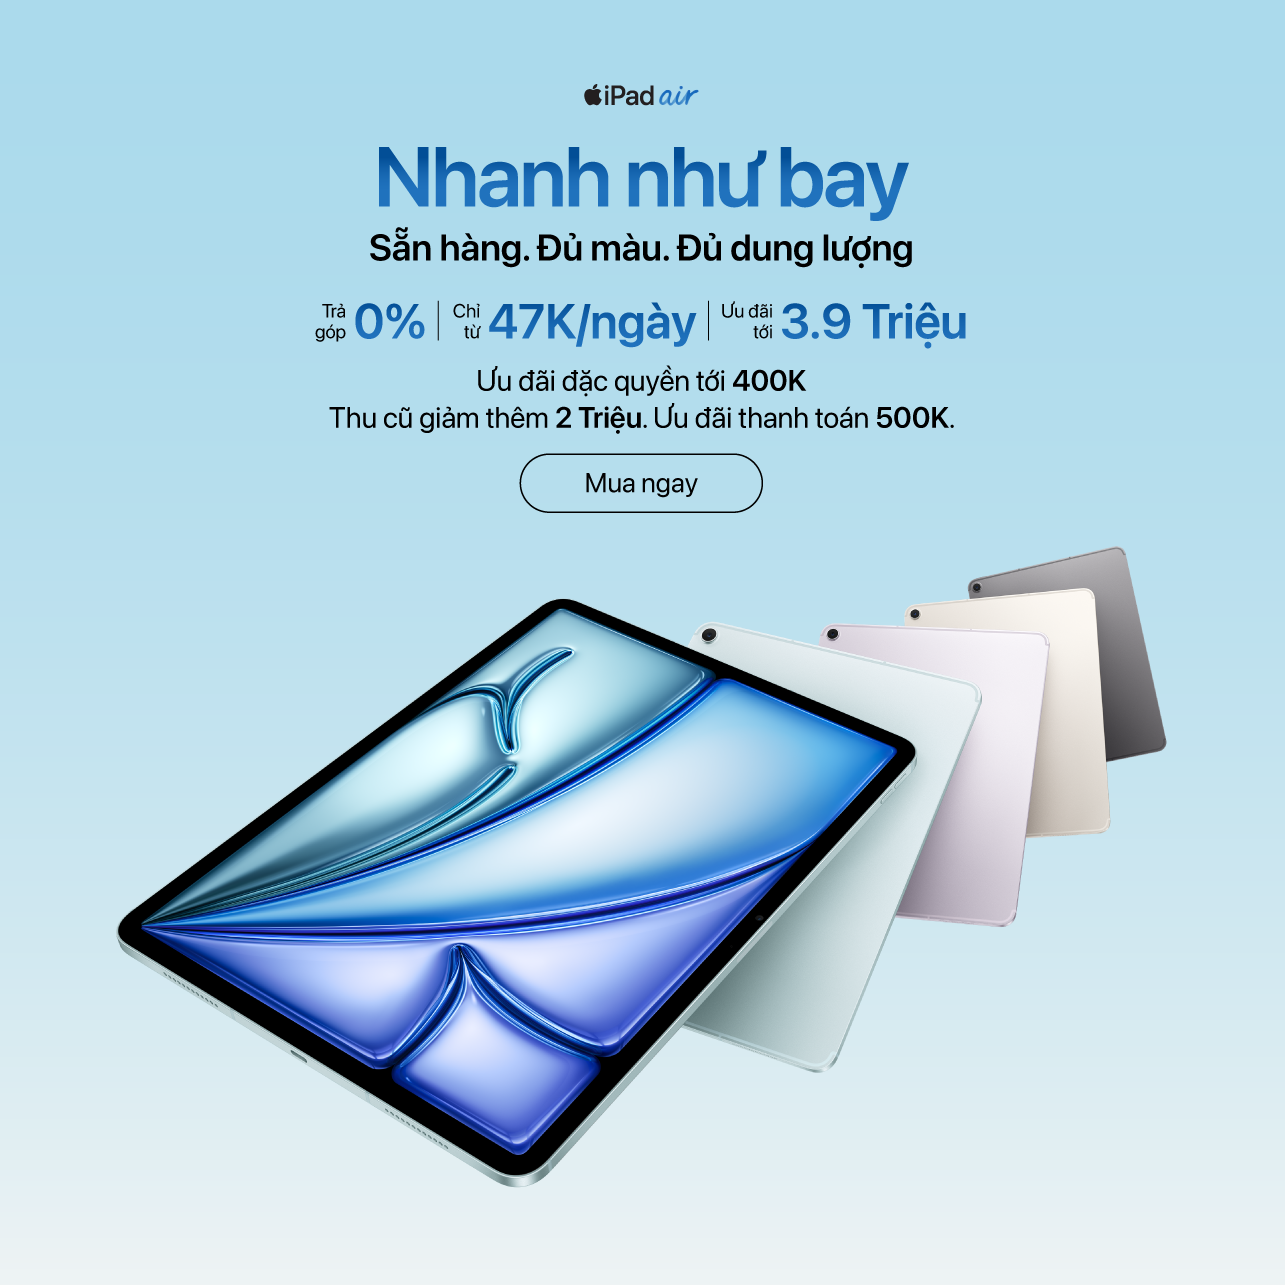 iPad air
Nhanh như bay
Sẵn hàng. Đủ màu. Đủ dung lượng
Trả góp 0% | Chỉ từ 47K/ngày | Ưu đãi tới 3.9 Triệu
Ưu đãi đặc quyền tới 400K
Thu cũ giảm thêm 2 Triệu. Ưu đãi thanh toán 500K.
Mua ngay